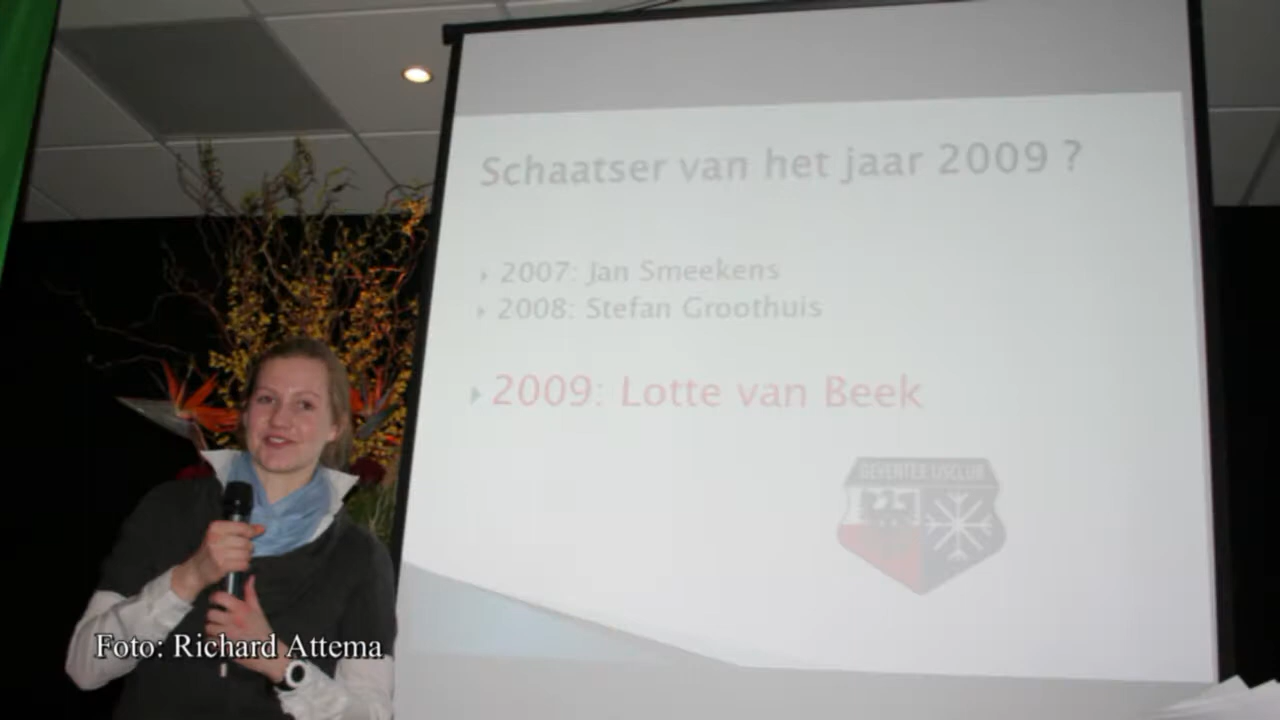 Schaatser van het jaar 2009 ?
2007: Jan Smeekens
2008: Stefan Groothuis
2009: Lotte van Beek
DEVENTER IJSCLUB
Foto: Richard Attema